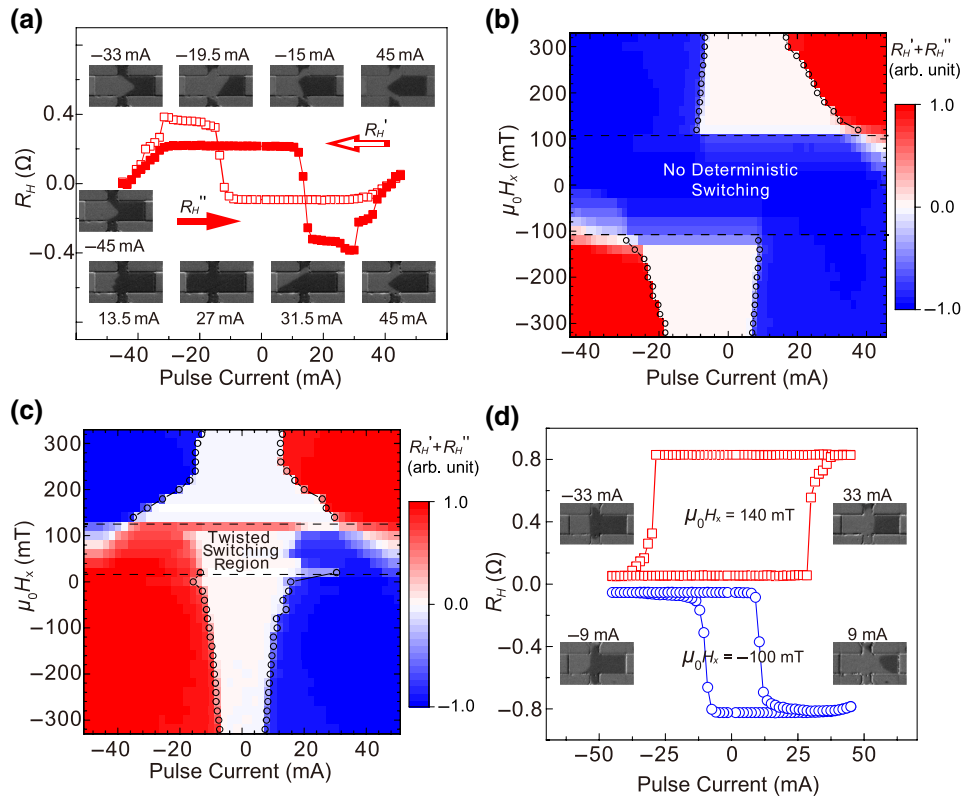 (a)
−33 mA −19.5 mA −15 mA 45 mA
0.4
0.0
−0.4
R_H (Ω)
R_H'
R_H''
−45 mA
13.5 mA 27 mA 31.5 mA 45 mA
−40 −20 0 20 40
Pulse Current (mA)
(b)
300
200
100
0
−100
−200
−300
μ₀H_x (mT)
No Deterministic
Switching
−40 −20 0 20 40
Pulse Current (mA)
R_H'+R_H''
(arb. unit)
1.0
0.0
−1.0
(c)
300
200
100
0
−100
−200
−300
μ₀H_x (mT)
Twisted
Switching
Region
−40 −20 0 20 40
Pulse Current (mA)
R_H'+R_H''
(arb. unit)
1.0
0.0
−1.0
(d)
0.8
0.4
0.0
−0.4
−0.8
R_H (Ω)
−33 mA 33 mA
μ₀H_x = 140 mT
−9 mA 9 mA
μ₀H_x = −100 mT
−50 −25 0 25 50
Pulse Current (mA)